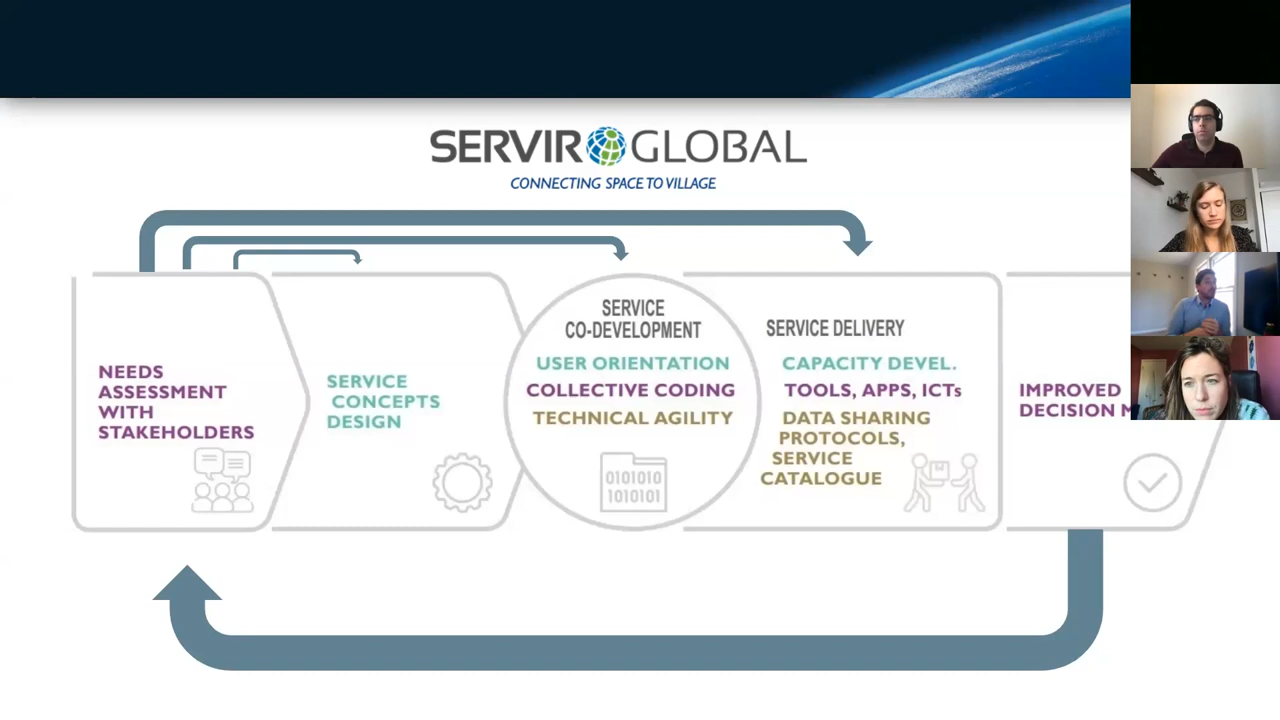 SERVIR GLOBAL
CONNECTING SPACE TO VILLAGE
NEEDS
ASSESSMENT
WITH
STAKEHOLDERS
SERVICE
CONCEPTS
DESIGN
SERVICE
CO-DEVELOPMENT
USER ORIENTATION
COLLECTIVE CODING
TECHNICAL AGILITY
0101010
1010101
SERVICE DELIVERY
CAPACITY DEVEL.
TOOLS, APPS, ICTs
DATA SHARING
PROTOCOLS,
SERVICE
CATALOGUE
IMPROVED
DECISION